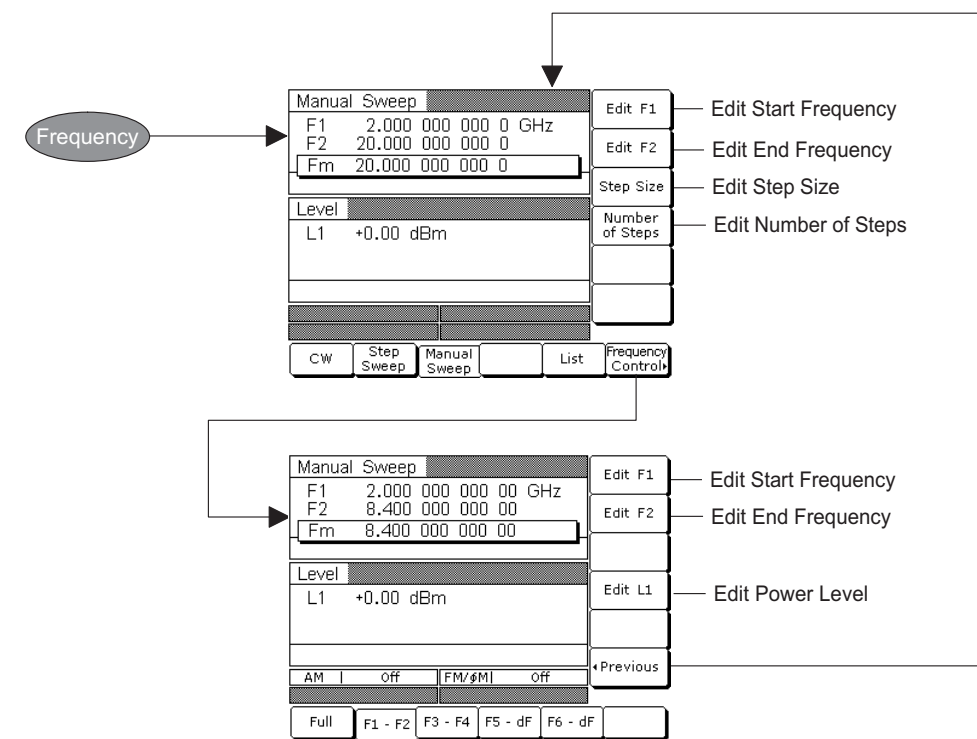 Frequency
Manual Sweep
F1 2.000 000 000 0 GHz
F2 20.000 000 000 0
Fm 20.000 000 000 0
Level
L1 +0.00 dBm
Edit F1
Edit F2
Step Size
Number
of Steps
Edit Start Frequency
Edit End Frequency
Edit Step Size
Edit Number of Steps
CW
Step
Sweep
Manual
Sweep
List
Frequency
Control▸
Manual Sweep
F1 2.000 000 000 00 GHz
F2 8.400 000 000 00
Fm 8.400 000 000 00
Level
L1 +0.00 dBm
AM | Off FM/ϕM| Off
Edit F1
Edit F2
Edit L1
◂Previous
Edit Start Frequency
Edit End Frequency
Edit Power Level
Full
F1 - F2
F3 - F4
F5 - dF
F6 - dF